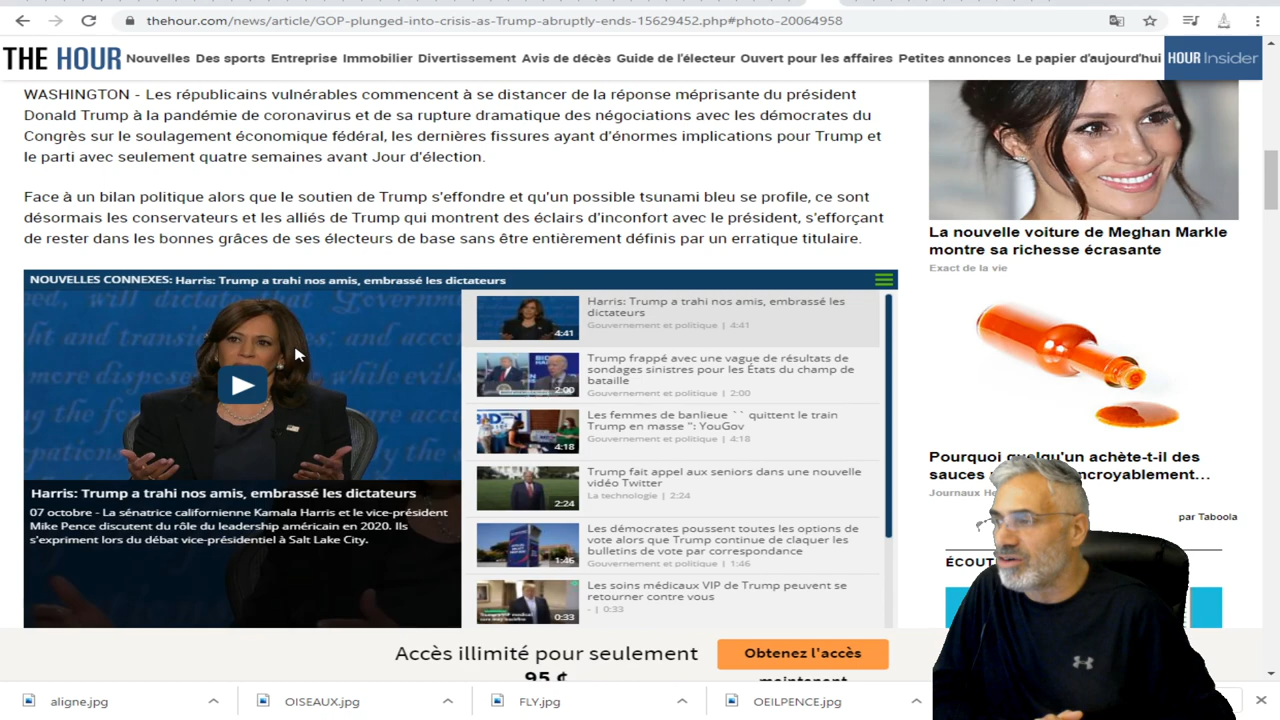 thehour.com/news/article/GOP-plunged-into-crisis-as-Trump-abruptly-ends-15629452.php#photo-20064958
THE HOUR
Nouvelles Des sports Entreprise Immobilier Divertissement Avis de décès Guide de l'électeur Ouvert pour les affaires Petites annonces Le papier d'aujourd'hui
HOUR Insider
WASHINGTON - Les républicains vulnérables commencent à se distancer de la réponse méprisante du président
Donald Trump à la pandémie de coronavirus et de sa rupture dramatique des négociations avec les démocrates du
Congrès sur le soulagement économique fédéral, les dernières fissures ayant d'énormes implications pour Trump et
le parti avec seulement quatre semaines avant Jour d'élection.
Face à un bilan politique alors que le soutien de Trump s'effondre et qu'un possible tsunami bleu se profile, ce sont
désormais les conservateurs et les alliés de Trump qui montrent des éclairs d'inconfort avec le président, s'efforçant
de rester dans les bonnes grâces de ses électeurs de base sans être entièrement définis par un erratique titulaire.
NOUVELLES CONNEXES: Harris: Trump a trahi nos amis, embrassé les dictateurs
Harris: Trump a trahi nos amis, embrassé les dictateurs
07 octobre - La sénatrice californienne Kamala Harris et le vice-président
Mike Pence discutent du rôle du leadership américain en 2020. Ils
s'expriment lors du débat vice-présidentiel à Salt Lake City.
4:41
Harris: Trump a trahi nos amis, embrassé les
dictateurs
Gouvernement et politique | 4:41
2:00
Trump frappé avec une vague de résultats de
sondages sinistres pour les États du champ de
bataille
Gouvernement et politique | 2:00
4:18
Les femmes de banlieue `` quittent le train
Trump en masse '': YouGov
Gouvernement et politique | 4:18
2:24
Trump fait appel aux seniors dans une nouvelle
vidéo Twitter
La technologie | 2:24
1:46
Les démocrates poussent toutes les options de
vote alors que Trump continue de claquer les
bulletins de vote par correspondance
Gouvernement et politique | 1:46
0:33
Les soins médicaux VIP de Trump peuvent se
retourner contre vous
- | 0:33
La nouvelle voiture de Meghan Markle
montre sa richesse écrasante
Exact de la vie
Pourquoi quelqu'un achète-t-il des
sauces incroyablement...
Journaux
par Taboola
ÉCOUT
Accès illimité pour seulement
95 ¢
Obtenez l'accès
maintenant
aligne.jpg
OISEAUX.jpg
FLY.jpg
OEILPENCE.jpg